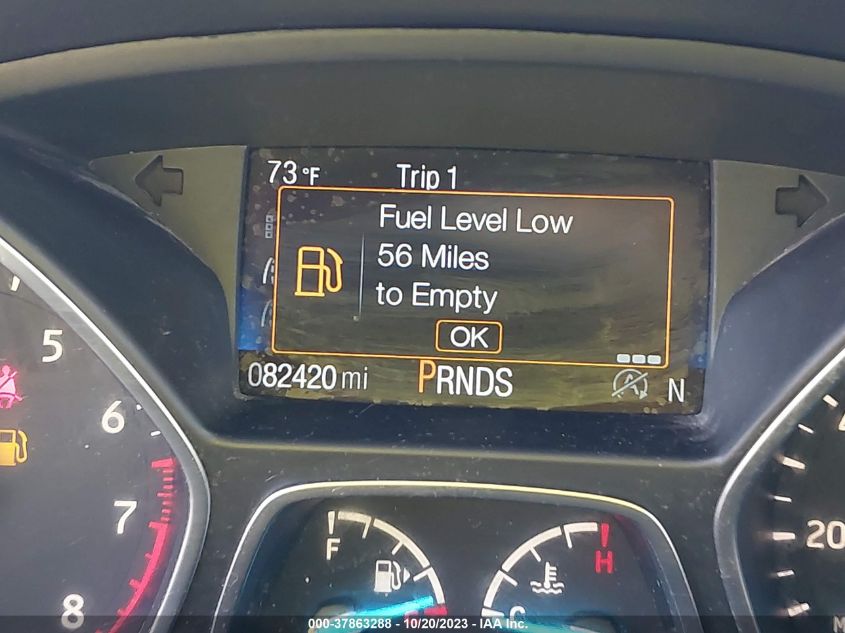 73 °F Trip 1
Fuel Level Low
56 Miles
to Empty
OK
082420 mi PRNDS N
5
6
7
8
F
H
C
20
000-37863288 - 10/20/2023 - IAA Inc.